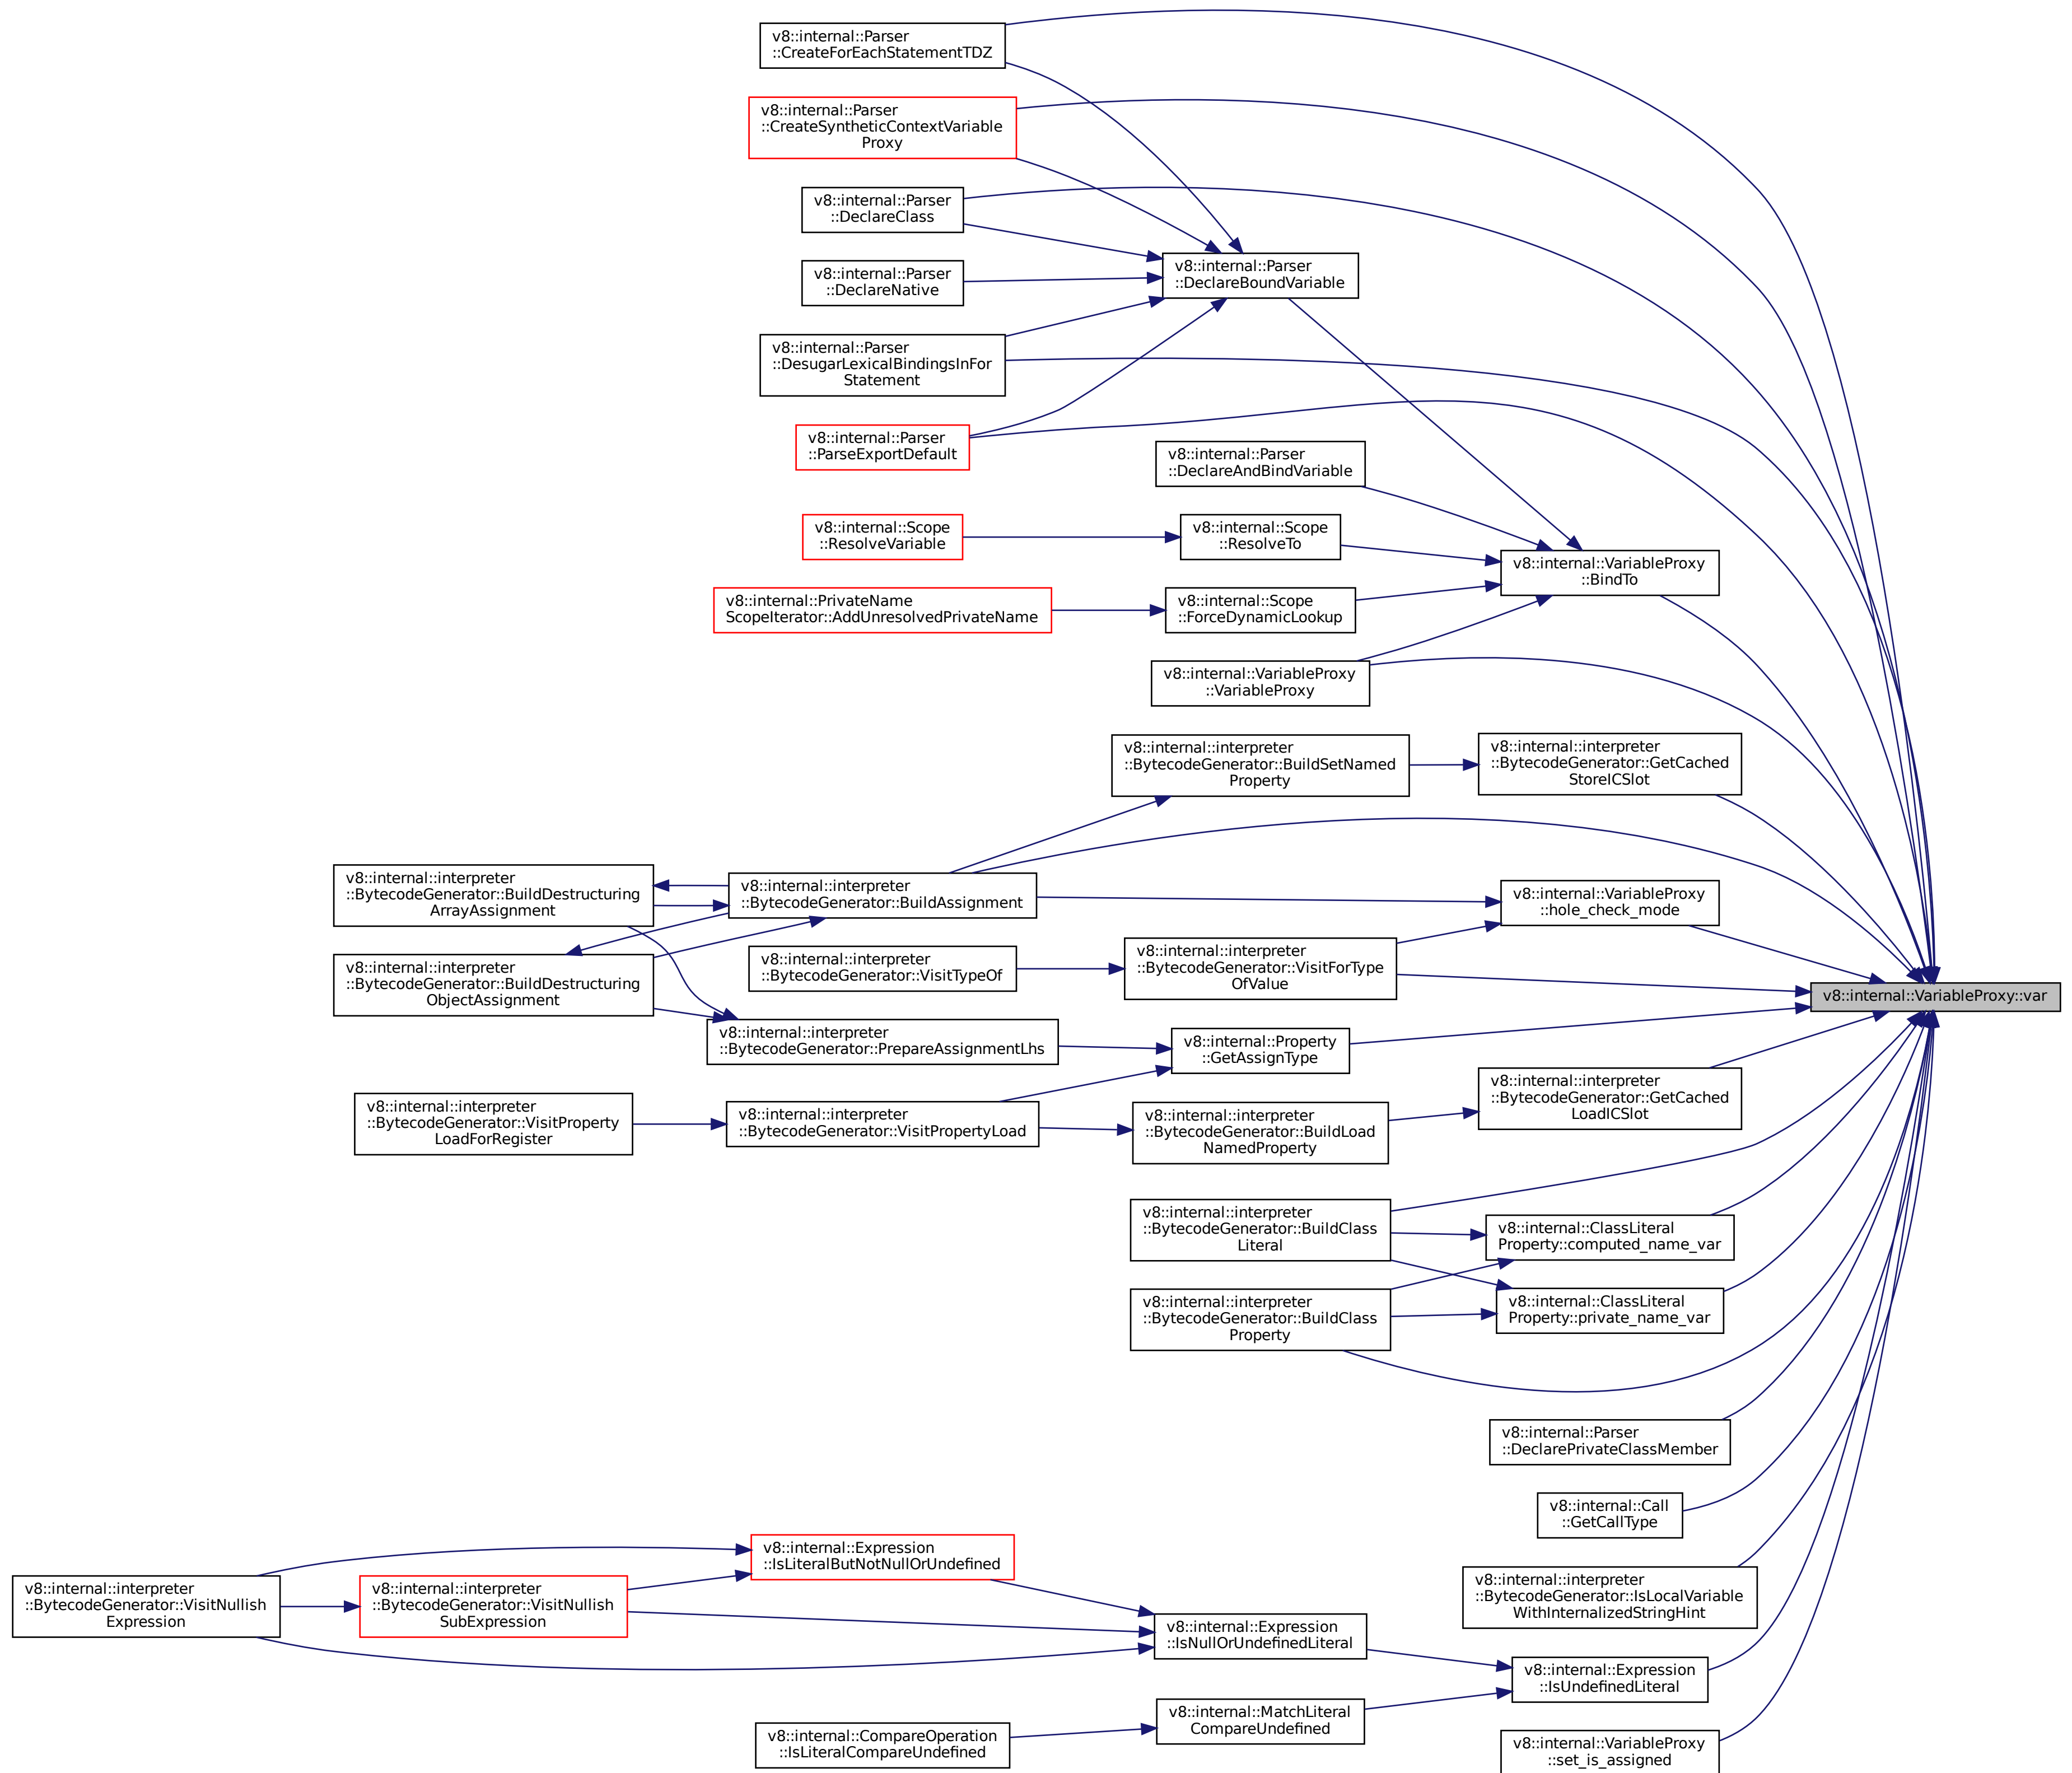 v8::internal::Parser
::CreateForEachStatementTDZ
v8::internal::Parser
::CreateSyntheticContextVariable
Proxy
v8::internal::Parser
::DeclareClass
v8::internal::Parser
::DeclareBoundVariable
v8::internal::Parser
::DeclareNative
v8::internal::Parser
::DesugarLexicalBindingsInFor
Statement
v8::internal::Parser
::ParseExportDefault
v8::internal::Parser
::DeclareAndBindVariable
v8::internal::Scope
::ResolveVariable
v8::internal::Scope
::ResolveTo
v8::internal::VariableProxy
::BindTo
v8::internal::PrivateName
ScopeIterator::AddUnresolvedPrivateName
v8::internal::Scope
::ForceDynamicLookup
v8::internal::VariableProxy
::VariableProxy
v8::internal::interpreter
::BytecodeGenerator::BuildSetNamed
Property
v8::internal::interpreter
::BytecodeGenerator::GetCached
StoreICSlot
v8::internal::interpreter
::BytecodeGenerator::BuildDestructuring
ArrayAssignment
v8::internal::interpreter
::BytecodeGenerator::BuildAssignment
v8::internal::VariableProxy
::hole_check_mode
v8::internal::interpreter
::BytecodeGenerator::BuildDestructuring
ObjectAssignment
v8::internal::interpreter
::BytecodeGenerator::VisitTypeOf
v8::internal::interpreter
::BytecodeGenerator::VisitForType
OfValue
v8::internal::VariableProxy::var
v8::internal::interpreter
::BytecodeGenerator::PrepareAssignmentLhs
v8::internal::Property
::GetAssignType
v8::internal::interpreter
::BytecodeGenerator::GetCached
LoadICSlot
v8::internal::interpreter
::BytecodeGenerator::VisitProperty
LoadForRegister
v8::internal::interpreter
::BytecodeGenerator::VisitPropertyLoad
v8::internal::interpreter
::BytecodeGenerator::BuildLoad
NamedProperty
v8::internal::interpreter
::BytecodeGenerator::BuildClass
Literal
v8::internal::ClassLiteral
Property::computed_name_var
v8::internal::interpreter
::BytecodeGenerator::BuildClass
Property
v8::internal::ClassLiteral
Property::private_name_var
v8::internal::Parser
::DeclarePrivateClassMember
v8::internal::Call
::GetCallType
v8::internal::Expression
::IsLiteralButNotNullOrUndefined
v8::internal::interpreter
::BytecodeGenerator::VisitNullish
Expression
v8::internal::interpreter
::BytecodeGenerator::VisitNullish
SubExpression
v8::internal::interpreter
::BytecodeGenerator::IsLocalVariable
WithInternalizedStringHint
v8::internal::Expression
::IsNullOrUndefinedLiteral
v8::internal::Expression
::IsUndefinedLiteral
v8::internal::MatchLiteral
CompareUndefined
v8::internal::CompareOperation
::IsLiteralCompareUndefined
v8::internal::VariableProxy
::set_is_assigned